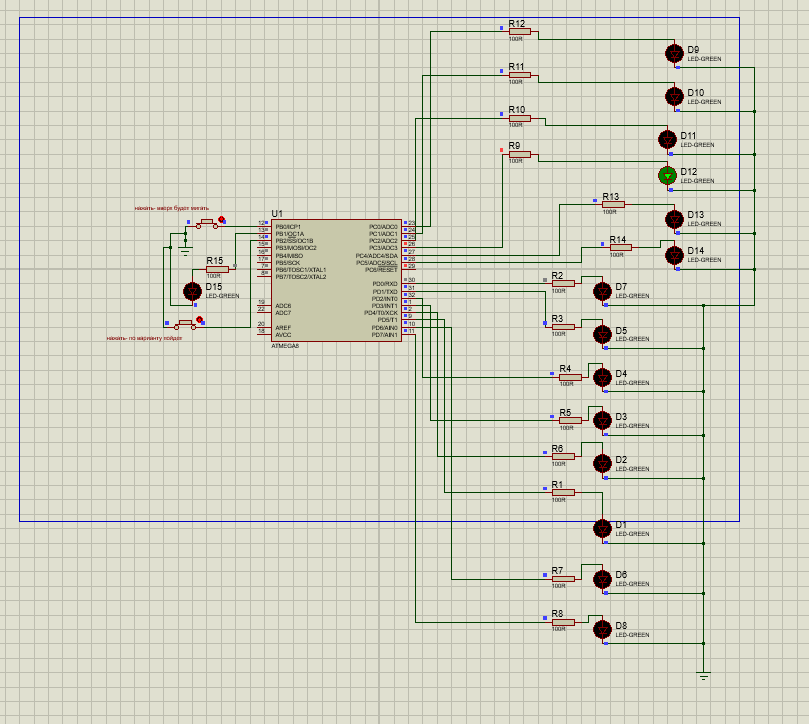 R12
100R
D9
LED-GREEN
R11
100R
D10
LED-GREEN
R10
100R
D11
LED-GREEN
R9
100R
D12
LED-GREEN
R13
100R
D13
LED-GREEN
R14
100R
D14
LED-GREEN
нажать- наверх будет мигать
R15
100R
D15
LED-GREEN
нажать- по варианту пойдёт
U1
12 PB0/ICP1 PC0/ADC0 23
13 PB1/OC1A PC1/ADC1 24
14 PB2/SS/OC1B PC2/ADC2 25
15 PB3/MOSI/OC2 PC3/ADC3 26
16 PB4/MISO PC4/ADC4/SDA 27
17 PB5/SCK PC5/ADC5/SCL 28
7 PB6/TOSC1/XTAL1 PC6/RESET 29
8 PB7/TOSC2/XTAL2
PD0/RXD 30
PD1/TXD 31
PD2/INT0 32
19 ADC6 PD3/INT1 1
22 ADC7 PD4/T0/XCK 2
PD5/T1 9
20 AREF PD6/AIN0 10
18 AVCC PD7/AIN1 11
ATMEGA8
R2
100R
D7
LED-GREEN
R3
100R
D5
LED-GREEN
R4
100R
D4
LED-GREEN
R5
100R
D3
LED-GREEN
R6
100R
D2
LED-GREEN
R1
100R
D1
LED-GREEN
R7
100R
D6
LED-GREEN
R8
100R
D8
LED-GREEN